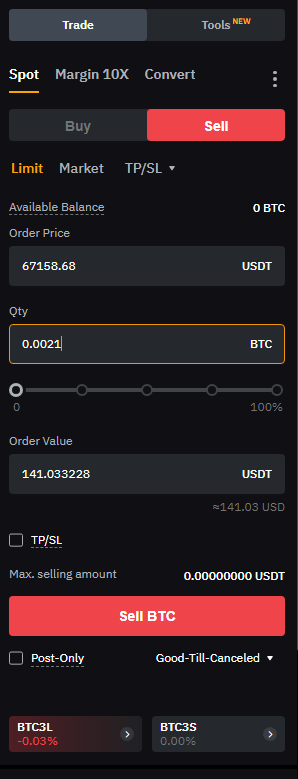 Trade Tools NEW
Spot Margin 10X Convert
Buy Sell
Limit Market TP/SL
Available Balance 0 BTC
Order Price
67158.68 USDT
Qty
0.0021 BTC
0 100%
Order Value
141.033228 USDT
≈141.03 USD
TP/SL
Max. selling amount 0.00000000 USDT
Sell BTC
Post-Only Good-Till-Canceled
BTC3L BTC3S
-0.03% 0.00%